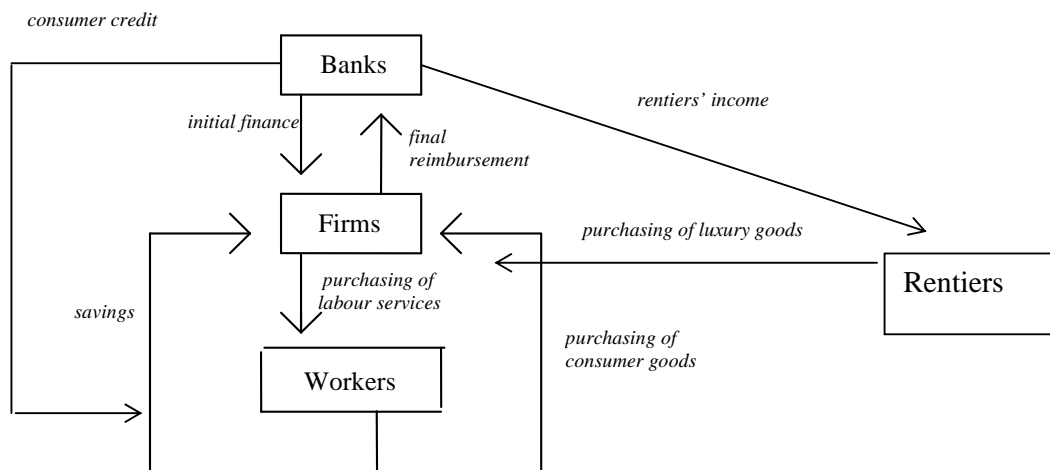 consumer credit
Banks
rentiers’ income
initial finance
final
reimbursement
Firms
purchasing of luxury goods
Rentiers
purchasing of
labour services
savings
purchasing of
consumer goods
Workers